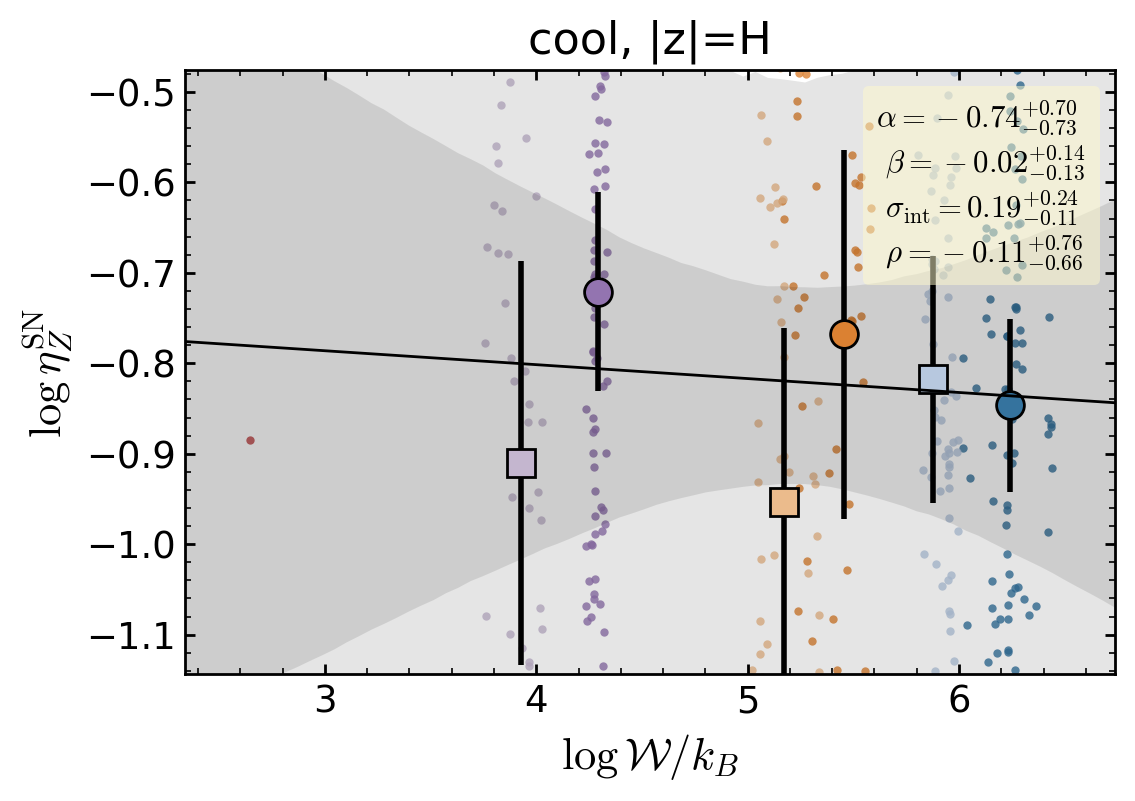 cool, |z|=H
α = −0.74^{+0.70}_{−0.73}
β = −0.02^{+0.14}_{−0.13}
σ_int = 0.19^{+0.24}_{−0.11}
ρ = −0.11^{+0.76}_{−0.66}
−0.5
−0.6
−0.7
−0.8
−0.9
−1.0
−1.1
log η_Z^{SN}
3 4 5 6
log 𝒲/k_B